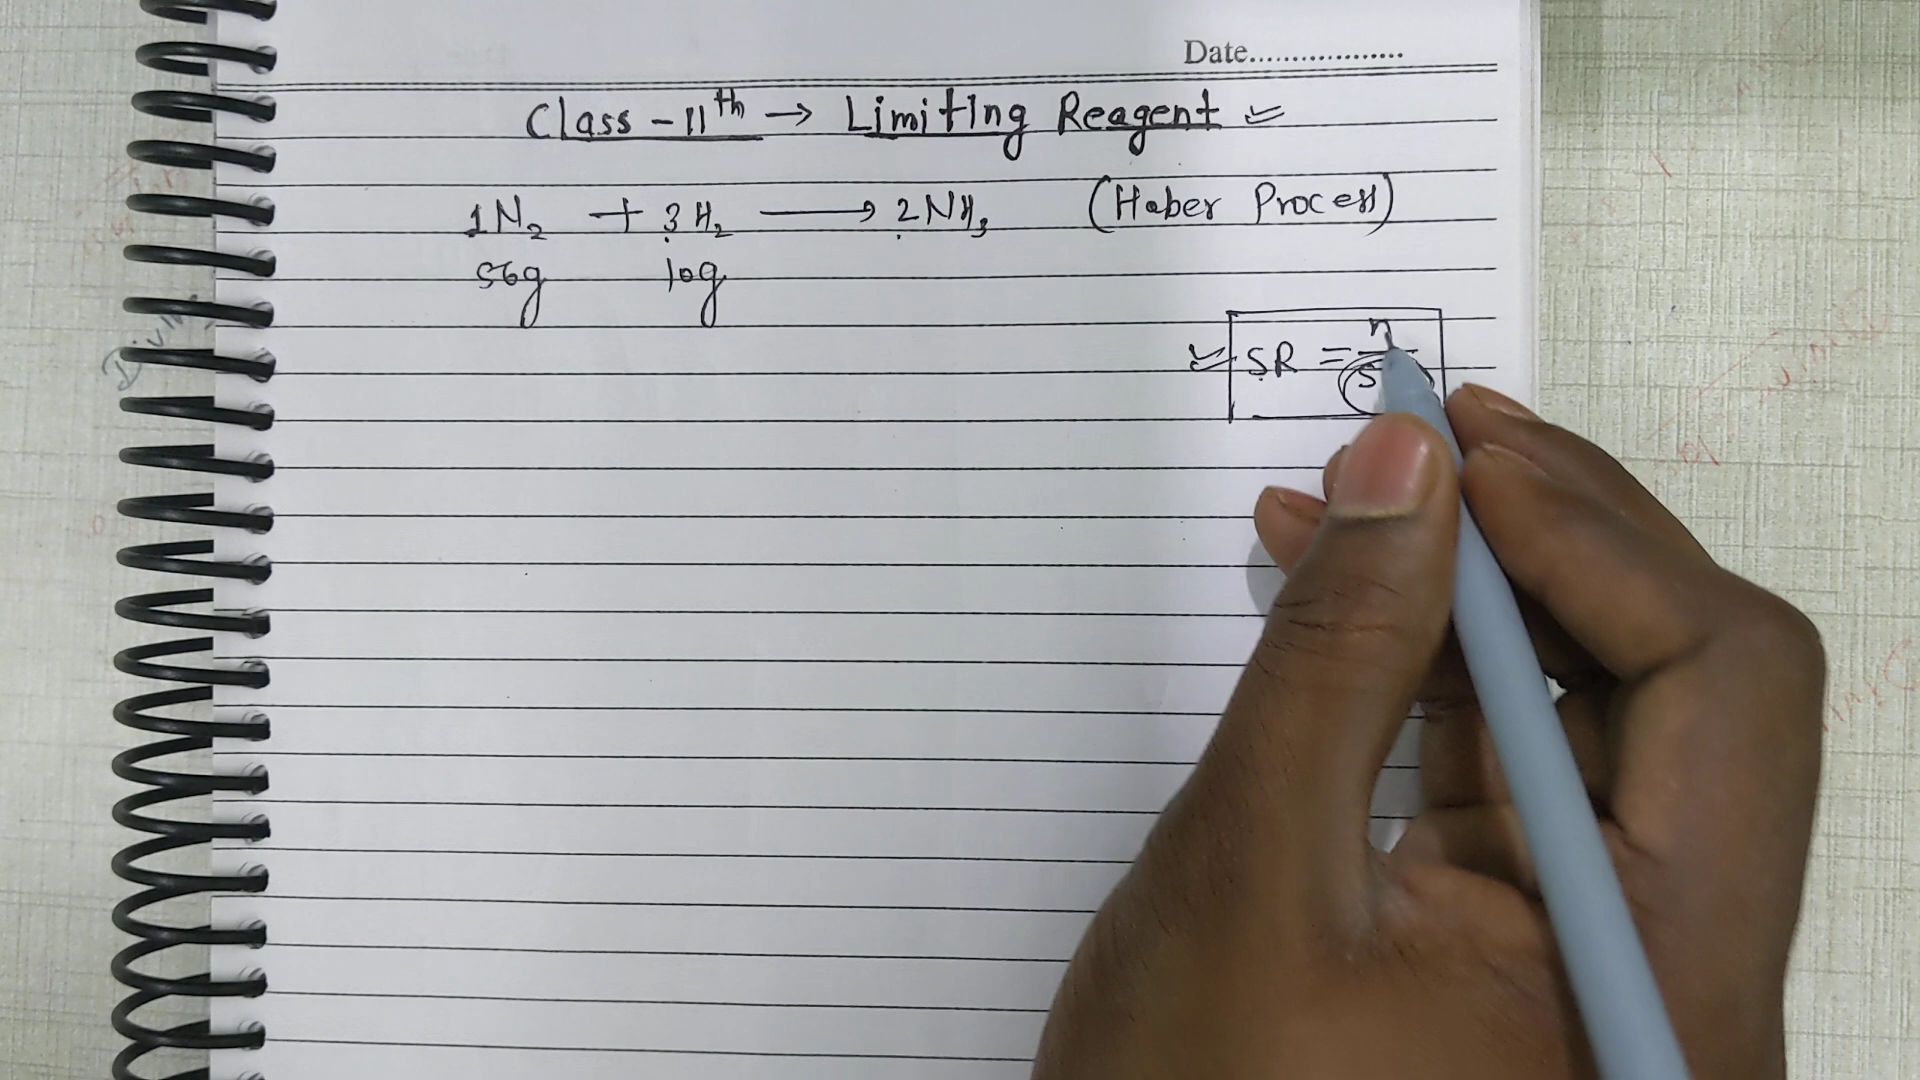 Date..................
Class - 11th → Limiting Reagent
1N₂ + 3H₂ → 2NH₃ (Haber Process)
56g 10g
SR = n
S